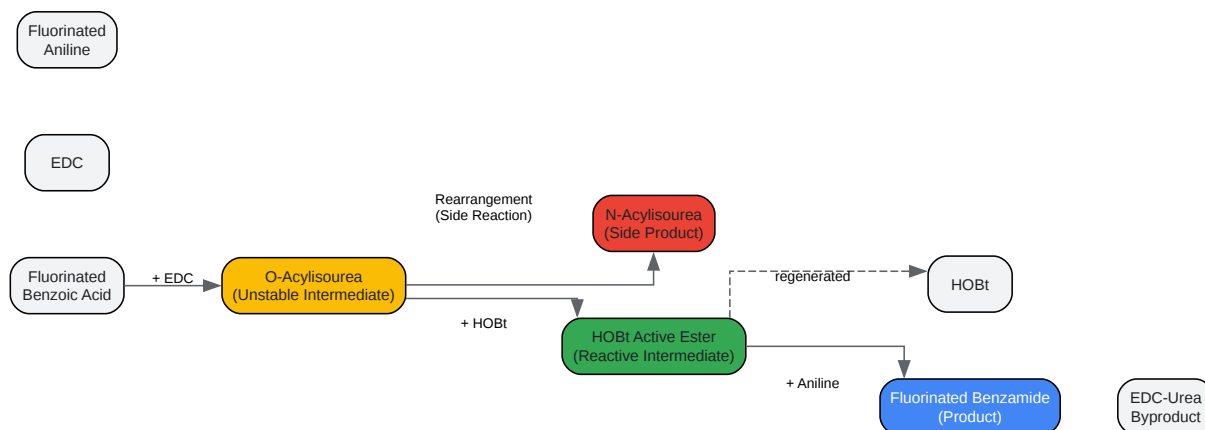 Fluorinated
Aniline
EDC
Rearrangement
(Side Reaction)
N-Acylisourea
(Side Product)
Fluorinated
Benzoic Acid
+ EDC
O-Acylisourea
(Unstable Intermediate)
regenerated
HOBt
+ HOBt
HOBt Active Ester
(Reactive Intermediate)
+ Aniline
Fluorinated Benzamide
(Product)
EDC-Urea
Byproduct